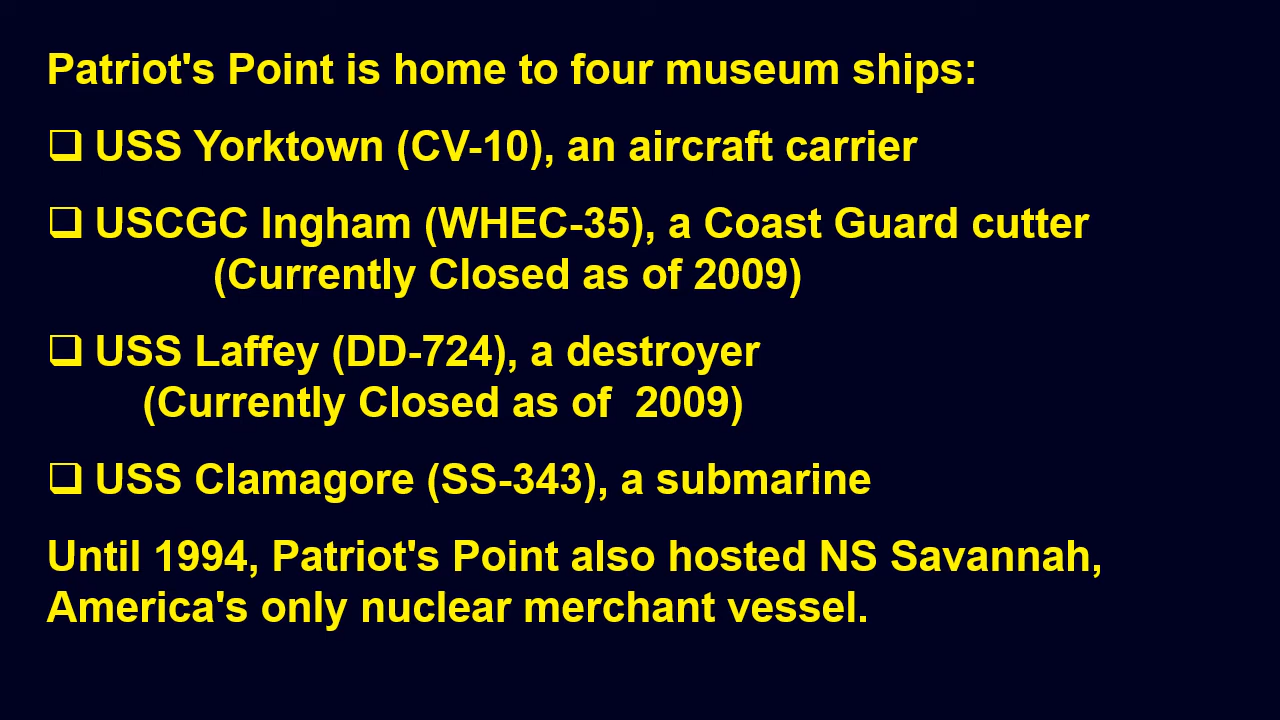 Patriot's Point is home to four museum ships:
❑ USS Yorktown (CV-10), an aircraft carrier
❑ USCGC Ingham (WHEC-35), a Coast Guard cutter
(Currently Closed as of 2009)
❑ USS Laffey (DD-724), a destroyer
(Currently Closed as of  2009)
❑ USS Clamagore (SS-343), a submarine
Until 1994, Patriot's Point also hosted NS Savannah,
America's only nuclear merchant vessel.